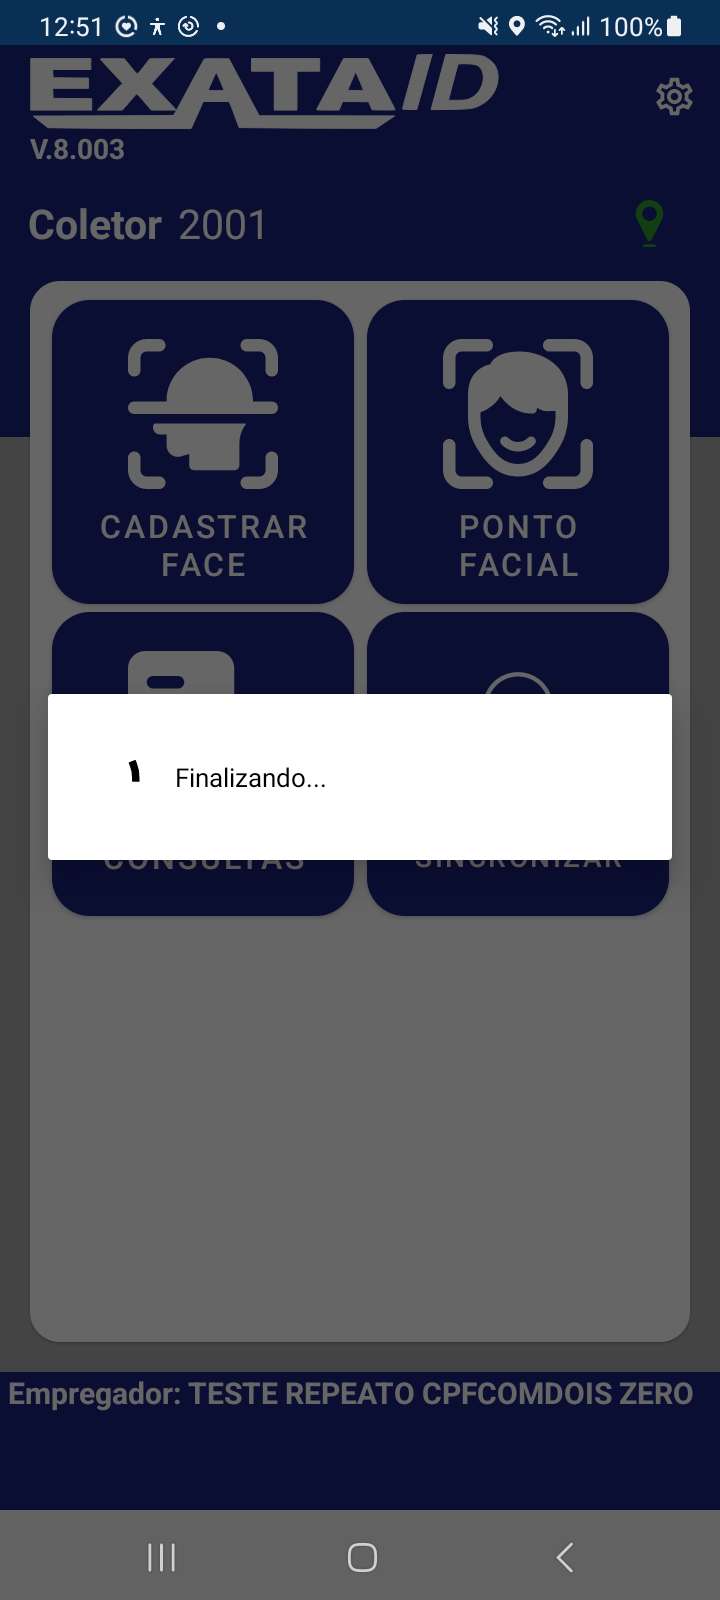 12:51 100%
EXATA ID
V.8.003
Coletor 2001
CADASTRAR
FACE
PONTO
FACIAL
Finalizando...
CONSULTAS
SINCRONIZAR
Empregador: TESTE REPEATO CPFCOMDOIS ZERO